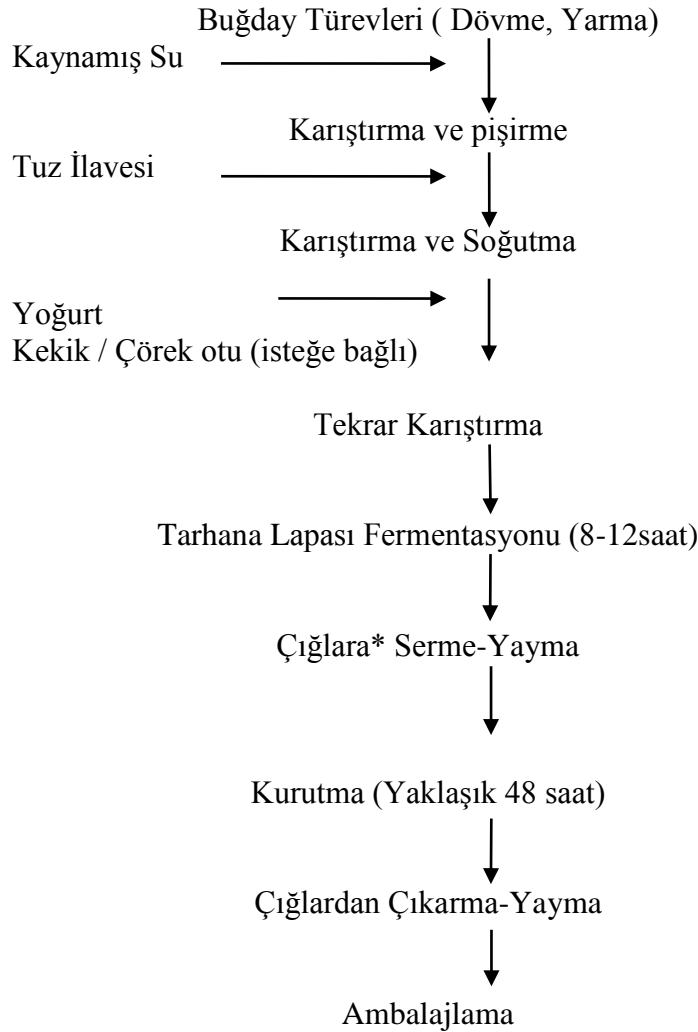 Buğday Türevleri ( Dövme, Yarma)
Kaynamış Su
Karıştırma ve pişirme
Tuz İlavesi
Karıştırma ve Soğutma
Yoğurt
Kekik / Çörek otu (isteğe bağlı)
Tekrar Karıştırma
Tarhana Lapası Fermentasyonu (8-12saat)
Çığlara* Serme-Yayma
Kurutma (Yaklaşık 48 saat)
Çığlardan Çıkarma-Yayma
Ambalajlama